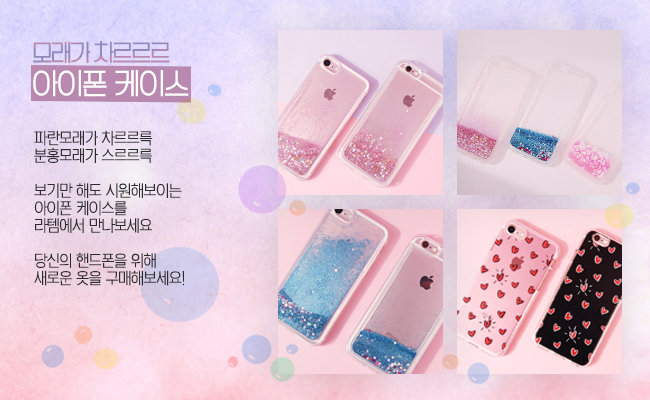 모래가 차르르르
아이폰 케이스
파란모래가 차르르륵
분홍모래가 스르르륵
보기만 해도 시원해보이는
아이폰 케이스를
라템에서 만나보세요
당신의 핸드폰을 위해
새로운 옷을 구매해보세요!